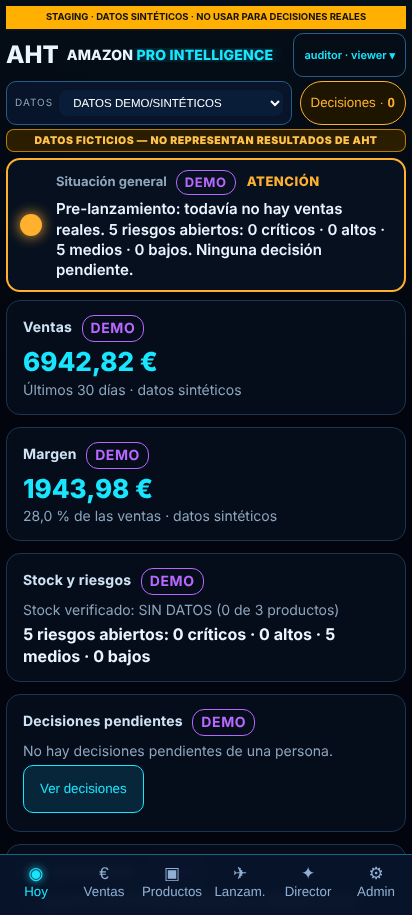 STAGING · DATOS SINTÉTICOS · NO USAR PARA DECISIONES REALES
AHT AMAZON PRO INTELLIGENCE
auditor · viewer ▾
DATOS DATOS DEMO/SINTÉTICOS
Decisiones · 0
DATOS FICTICIOS — NO REPRESENTAN RESULTADOS DE AHT
Situación general DEMO ATENCIÓN
Pre-lanzamiento: todavía no hay ventas
reales. 5 riesgos abiertos: 0 críticos · 0 altos ·
5 medios · 0 bajos. Ninguna decisión
pendiente.
Ventas DEMO
6942,82 €
Últimos 30 días · datos sintéticos
Margen DEMO
1943,98 €
28,0 % de las ventas · datos sintéticos
Stock y riesgos DEMO
Stock verificado: SIN DATOS (0 de 3 productos)
5 riesgos abiertos: 0 críticos · 0 altos · 5
medios · 0 bajos
Decisiones pendientes DEMO
No hay decisiones pendientes de una persona.
Ver decisiones
Hoy € Ventas Productos Lanzam. Director Admin